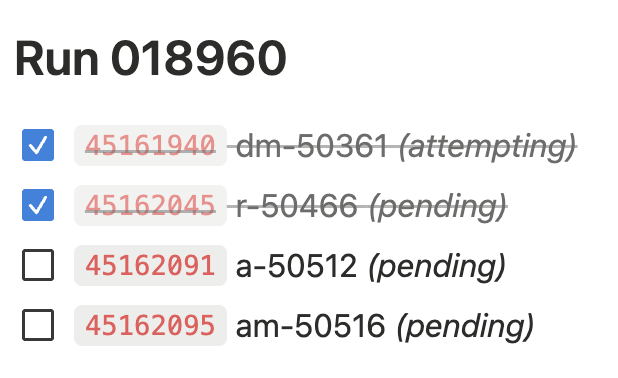 Run 018960
45161940 dm-50361 (attempting)
45162045 r-50466 (pending)
45162091 a-50512 (pending)
45162095 am-50516 (pending)